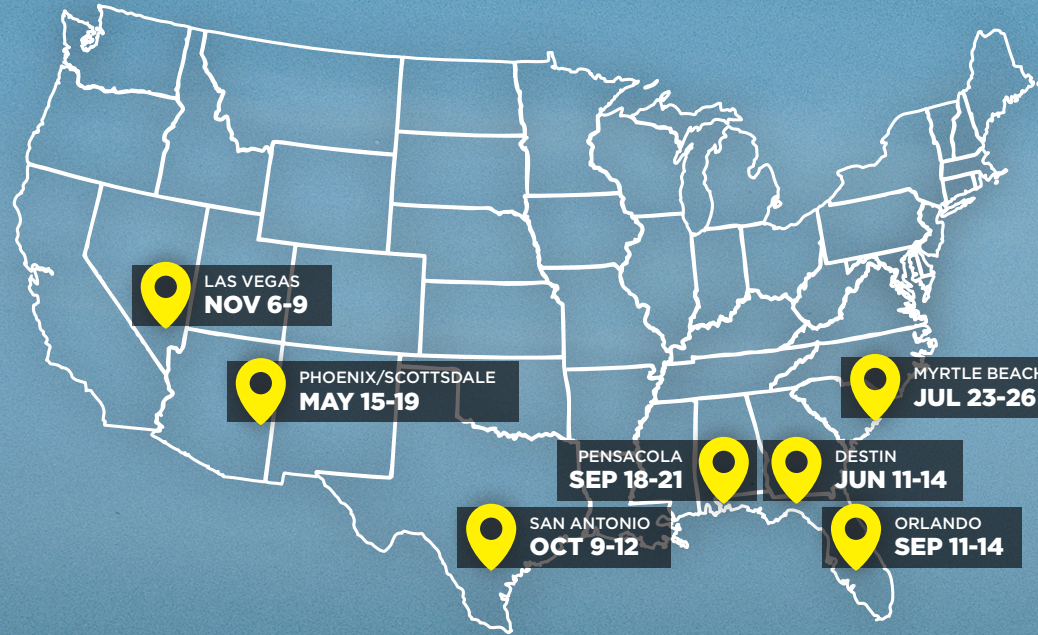 LAS VEGAS
NOV 6-9
PHOENIX/SCOTTSDALE
MAY 15-19
MYRTLE BEACH
JUL 23-26
PENSACOLA
SEP 18-21
DESTIN
JUN 11-14
SAN ANTONIO
OCT 9-12
ORLANDO
SEP 11-14